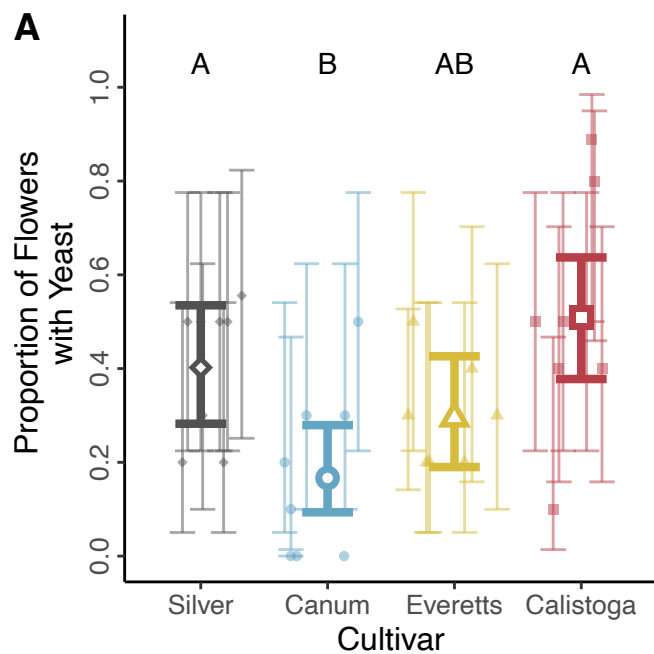 A
A B AB A
1.0
0.8
0.6
0.4
0.2
0.0
Proportion of Flowers
with Yeast
Silver Canum Everetts Calistoga
Cultivar